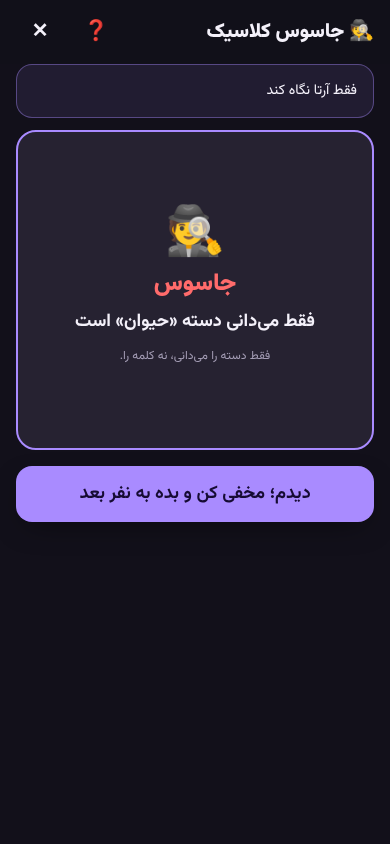 🕵️ جاسوس کلاسیک ❓ ✕
فقط آرتا نگاه کند
جاسوس
فقط می‌دانی دسته «حیوان» است
فقط دسته را می‌دانی، نه کلمه را.
دیدم؛ مخفی کن و بده به نفر بعد